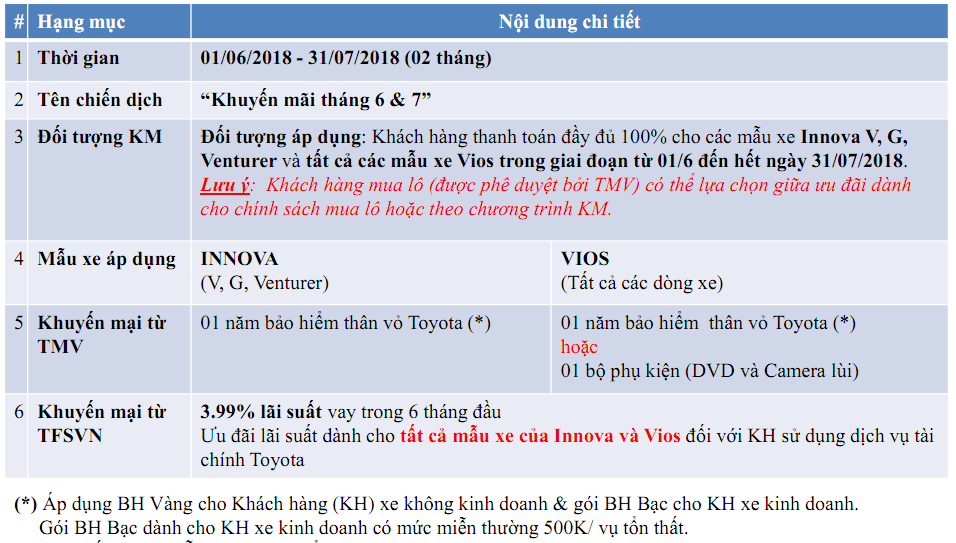 # Hạng mục Nội dung chi tiết
1 Thời gian 01/06/2018 - 31/07/2018 (02 tháng)
2 Tên chiến dịch “Khuyến mãi tháng 6 & 7”
3 Đối tượng KM Đối tượng áp dụng: Khách hàng thanh toán đầy đủ 100% cho các mẫu xe Innova V, G,
Venturer và tất cả các mẫu xe Vios trong giai đoạn từ 01/6 đến hết ngày 31/07/2018.
Lưu ý: Khách hàng mua lô (được phê duyệt bởi TMV) có thể lựa chọn giữa ưu đãi dành
cho chính sách mua lô hoặc theo chương trình KM.
4 Mẫu xe áp dụng INNOVA VIOS
(V, G, Venturer) (Tất cả các dòng xe)
5 Khuyến mại từ 01 năm bảo hiểm thân vỏ Toyota (*) 01 năm bảo hiểm thân vỏ Toyota (*)
TMV hoặc
01 bộ phụ kiện (DVD và Camera lùi)
6 Khuyến mại từ 3.99% lãi suất vay trong 6 tháng đầu
TFSVN Ưu đãi lãi suất dành cho tất cả mẫu xe của Innova và Vios đối với KH sử dụng dịch vụ tài
chính Toyota
(*) Áp dụng BH Vàng cho Khách hàng (KH) xe không kinh doanh & gói BH Bạc cho KH xe kinh doanh.
Gói BH Bạc dành cho KH xe kinh doanh có mức miễn thường 500K/ vụ tổn thất.